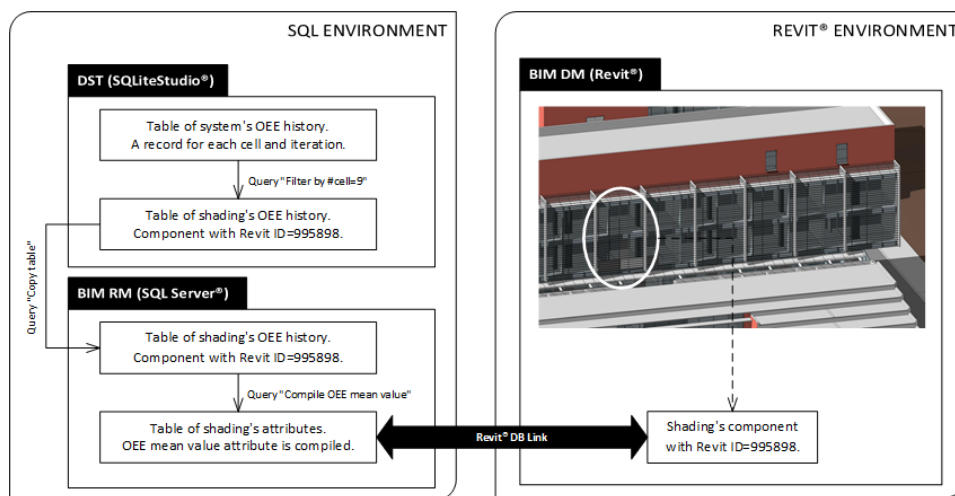 SQL ENVIRONMENT
DST (SQLiteStudio®)
Table of system's OEE history.
A record for each cell and iteration.
Query "Filter by #cell=9"
Table of shading's OEE history.
Component with Revit ID=995898.
Query "Copy table"
BIM RM (SQL Server®)
Table of shading's OEE history.
Component with Revit ID=995898.
Query "Compile OEE mean value"
Table of shading's attributes.
OEE mean value attribute is compiled.
Revit® DB Link
REVIT® ENVIRONMENT
BIM DM (Revit®)
Shading's component
with Revit ID=995898.